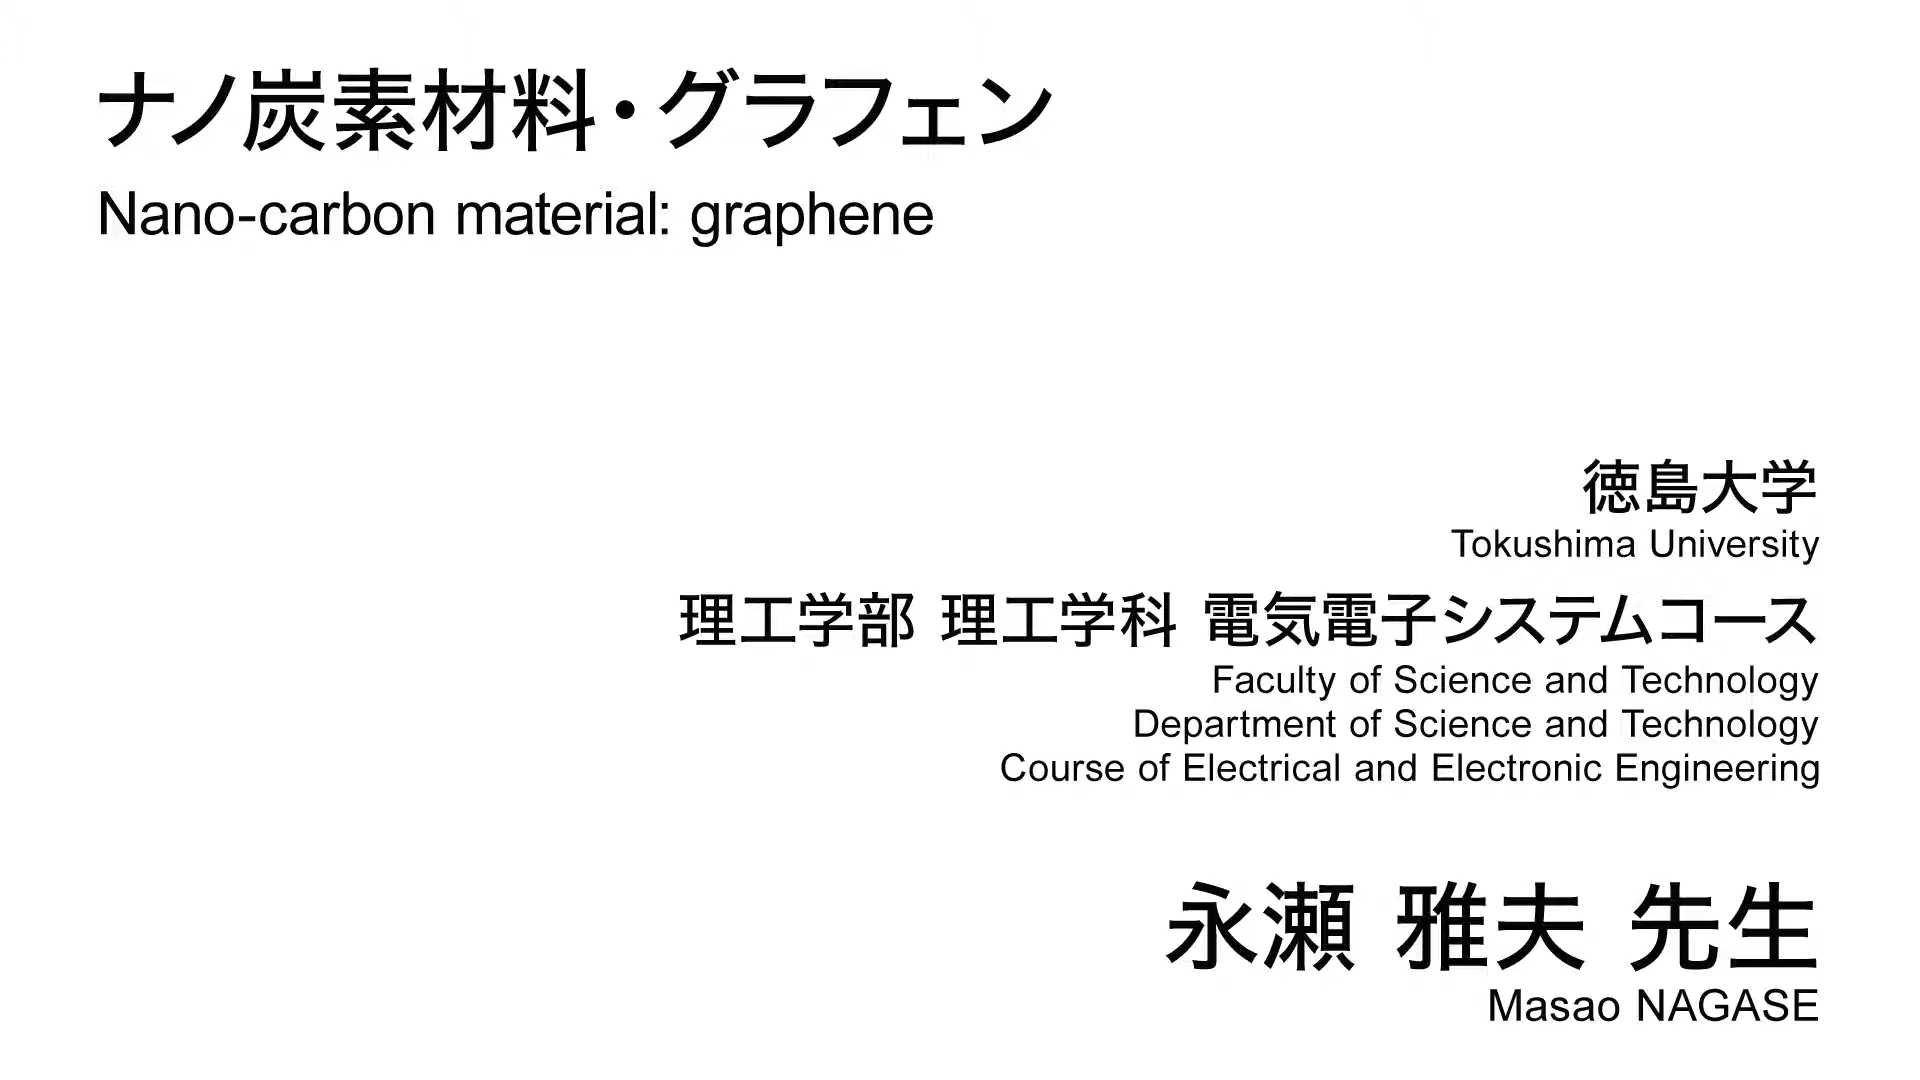 ナノ炭素材料・グラフェン
Nano-carbon material: graphene
徳島大学
Tokushima University
理工学部 理工学科 電気電子システムコース
Faculty of Science and Technology
Department of Science and Technology
Course of Electrical and Electronic Engineering
永瀬 雅夫 先生
Masao NAGASE